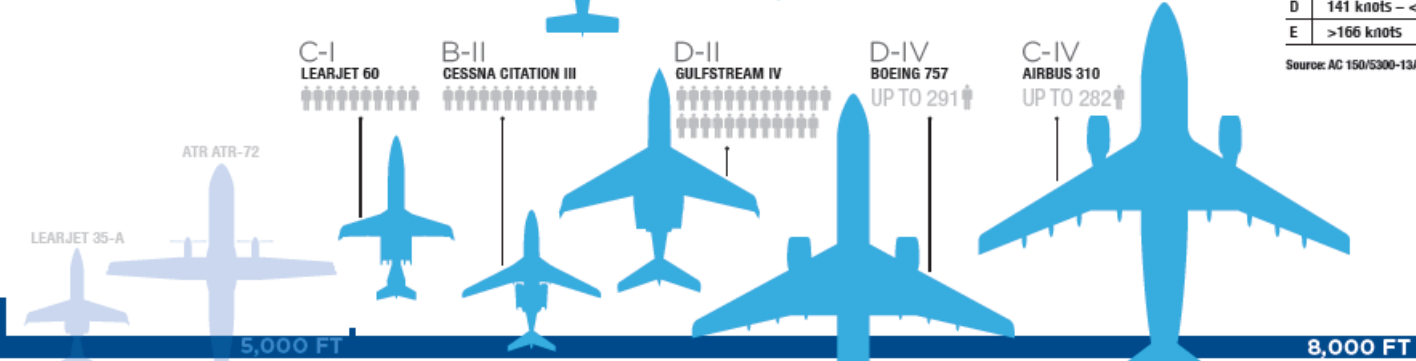 D 141 knots – <
E >166 knots
Source: AC 150/5300-13A
C-I
LEARJET 60
B-II
CESSNA CITATION III
D-II
GULFSTREAM IV
D-IV
BOEING 757
UP TO 291
C-IV
AIRBUS 310
UP TO 282
ATR ATR-72
LEARJET 35-A
5,000 FT
8,000 FT